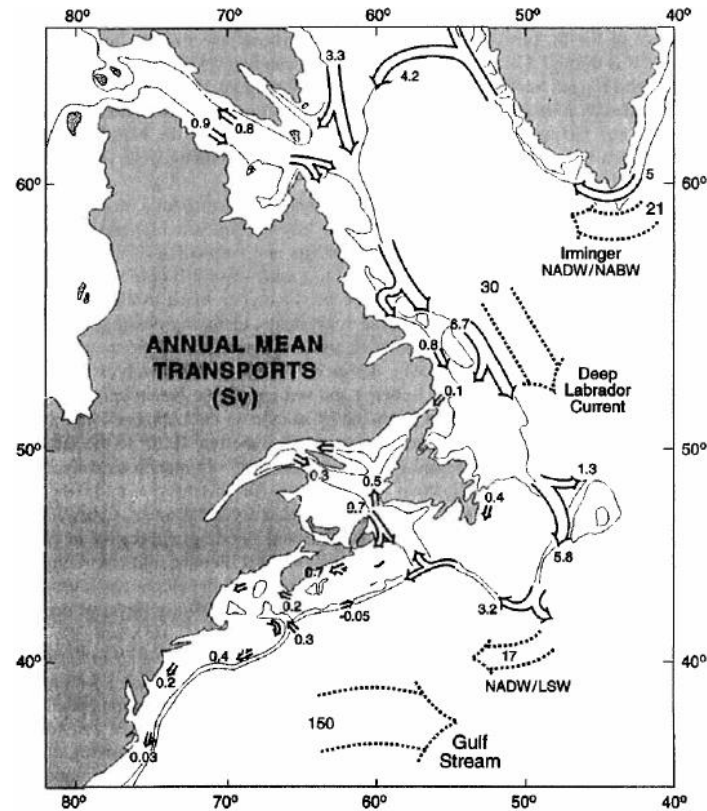 82° 80° 70° 60° 50° 40°
3.3
4.2
0.9
0.8
60°
60°
5
21
Irminger
NADW/NABW
30
ANNUAL MEAN
TRANSPORTS
(Sv)
6.7
0.8
Deep
Labrador
Current
0.1
50°
50°
1.3
0.3
0.5
0.4
0.7
5.8
0.7
0.2
-0.05
3.2
0.3
17
40°
0.4
40°
0.2
NADW/LSW
150
Gulf
Stream
0.03
82° 80° 70° 60° 50° 40°